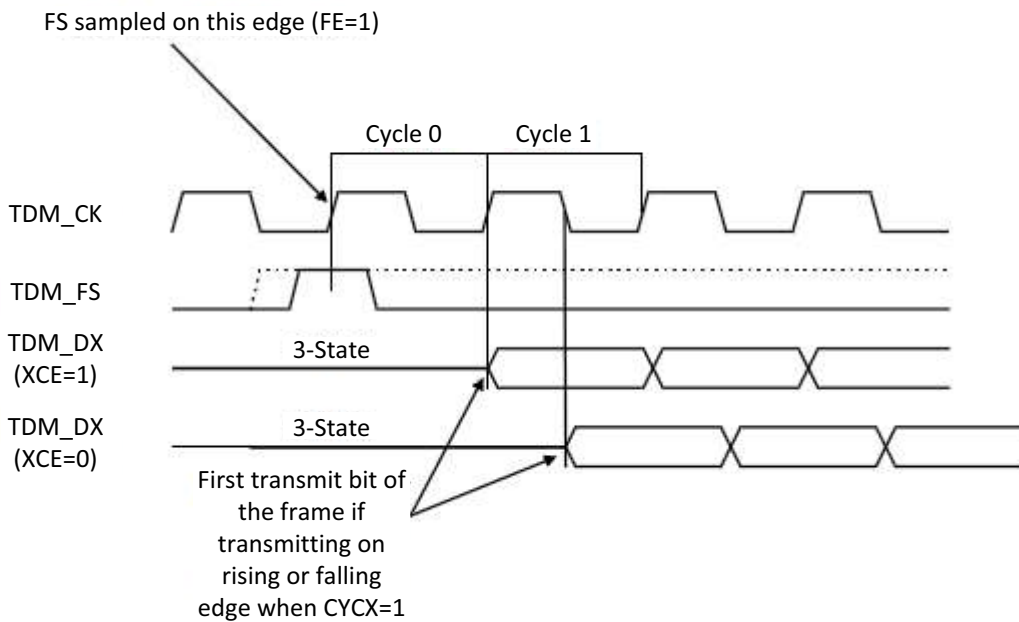 FS sampled on this edge (FE=1)
Cycle 0
Cycle 1
TDM_CK
TDM_FS
TDM_DX
(XCE=1)
3-State
TDM_DX
(XCE=0)
3-State
First transmit bit of
the frame if
transmitting on
rising or falling
edge when CYCX=1